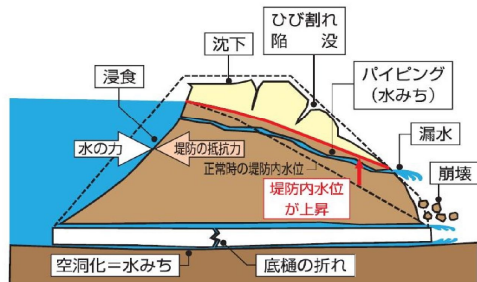 沈下
ひび割れ
陥　没
浸食
パイピング
（水みち）
漏水
水の力
堤防の抵抗力
正常時の堤防内水位
崩壊
堤防内水位
が上昇
空洞化＝水みち
底樋の折れ